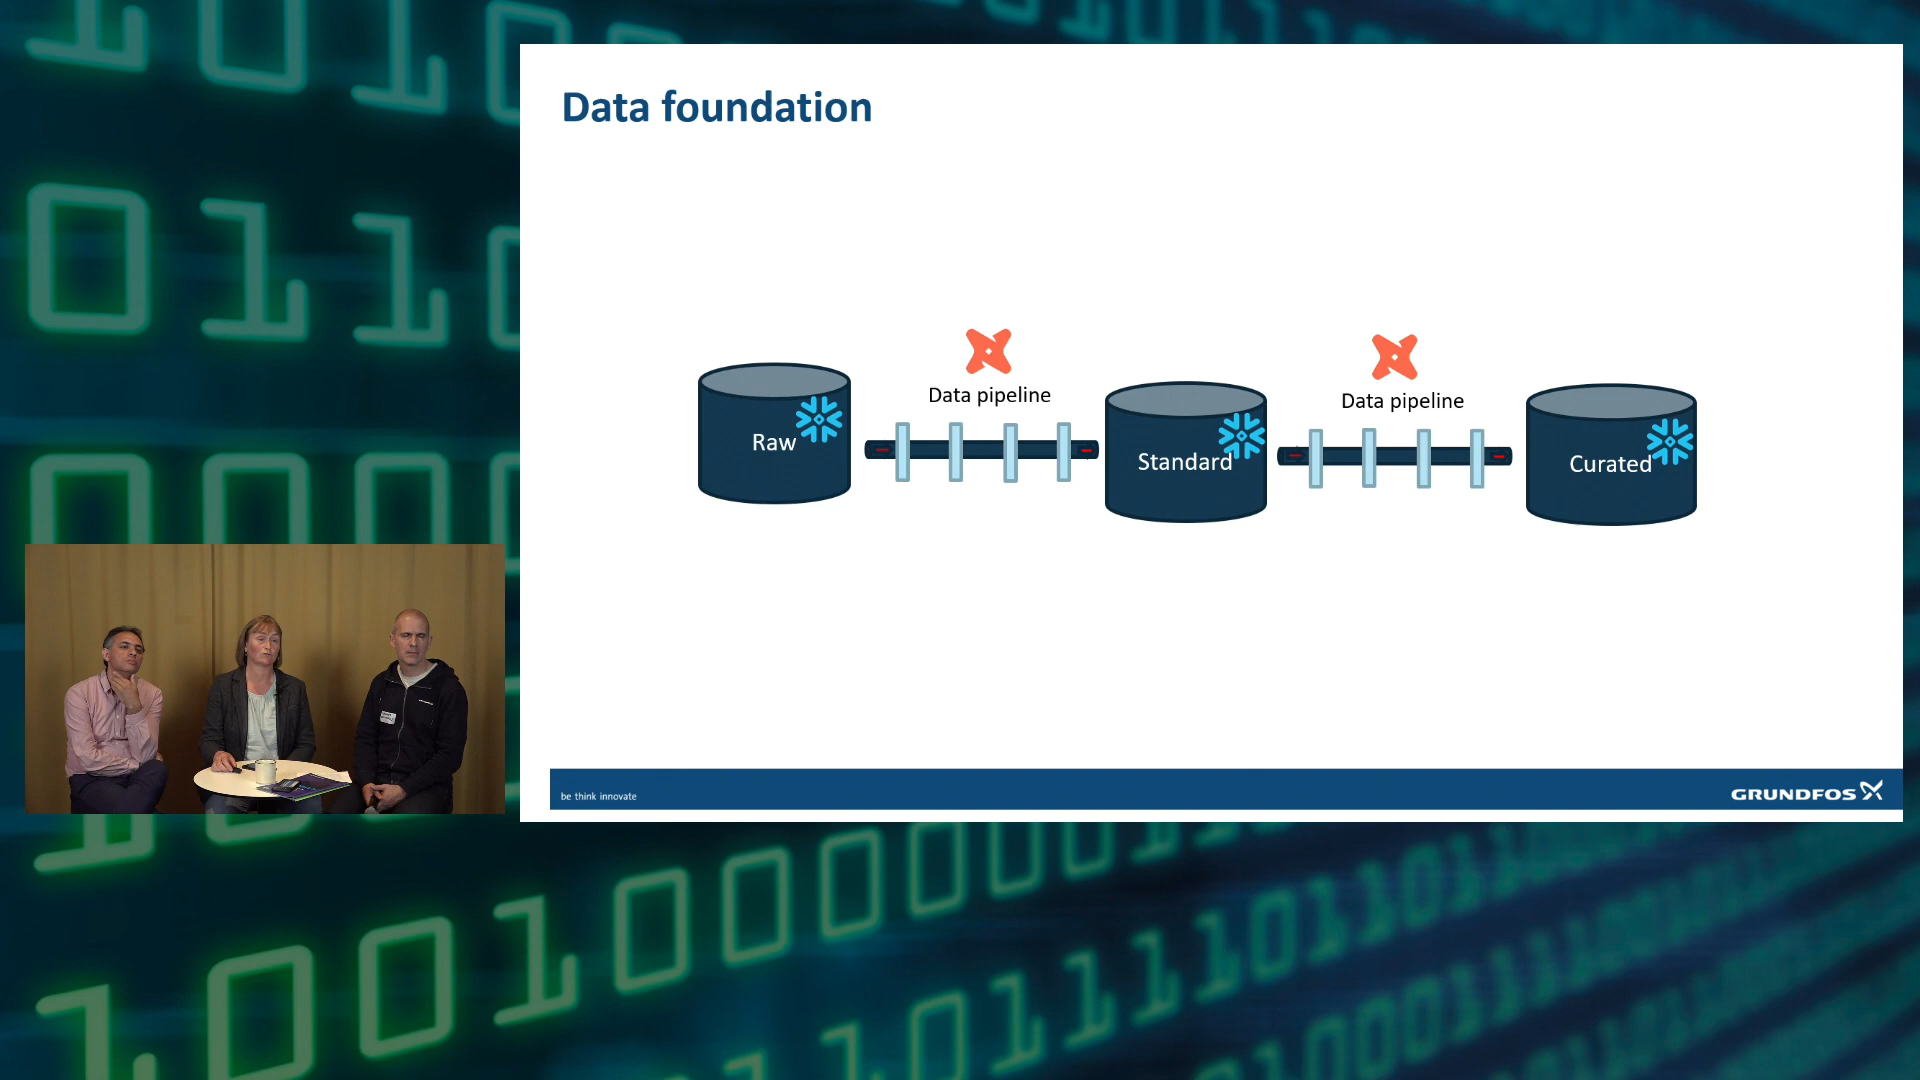 Data foundation
Data pipeline
Data pipeline
Raw
Standard
Curated
be think innovate
GRUNDFOS